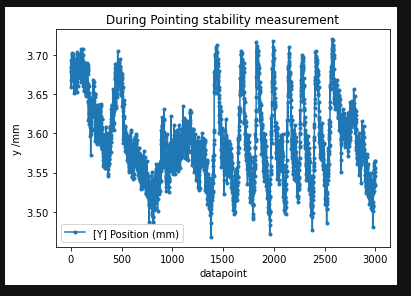 During Pointing stability measurement
3.70
3.65
3.60
3.55
3.50
y /mm
[Y] Position (mm)
0 500 1000 1500 2000 2500 3000
datapoint